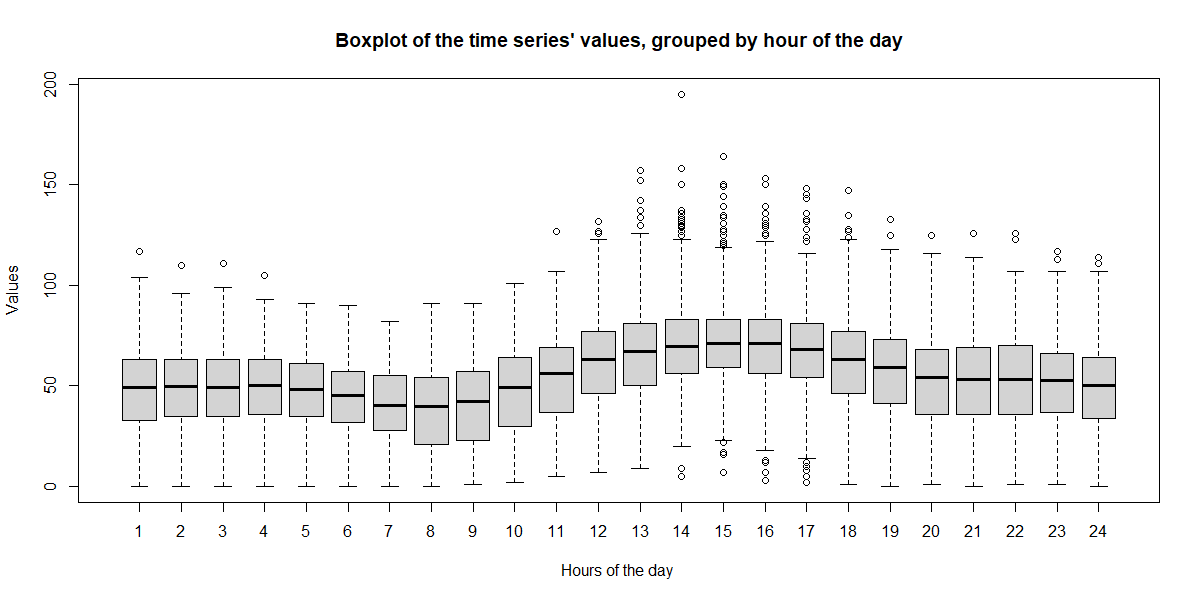 Boxplot of the time series' values, grouped by hour of the day
200
150
100
50
0
Values
1 2 3 4 5 6 7 8 9 10 11 12 13 14 15 16 17 18 19 20 21 22 23 24
Hours of the day